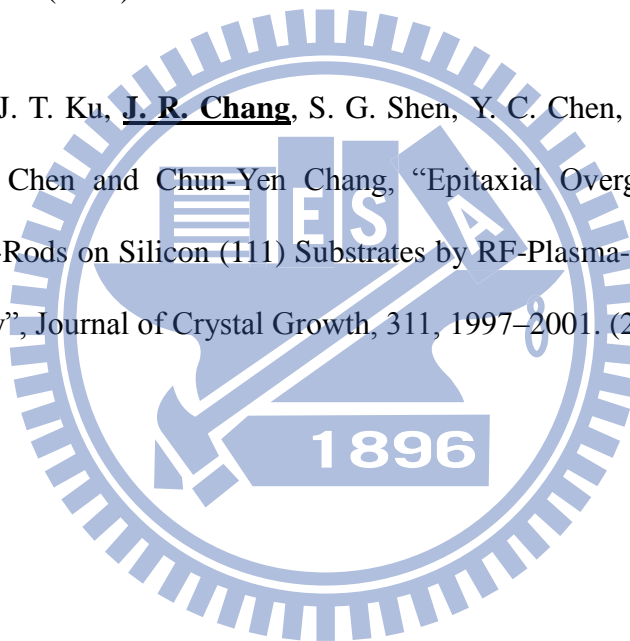 J. T. Ku, J. R. Chang, S. G. Shen, Y. C. Chen,
Chen and Chun-Yen Chang, “Epitaxial Overg
-Rods on Silicon (111) Substrates by RF-Plasma-
y”, Journal of Crystal Growth, 311, 1997–2001. (2
E S A
1896